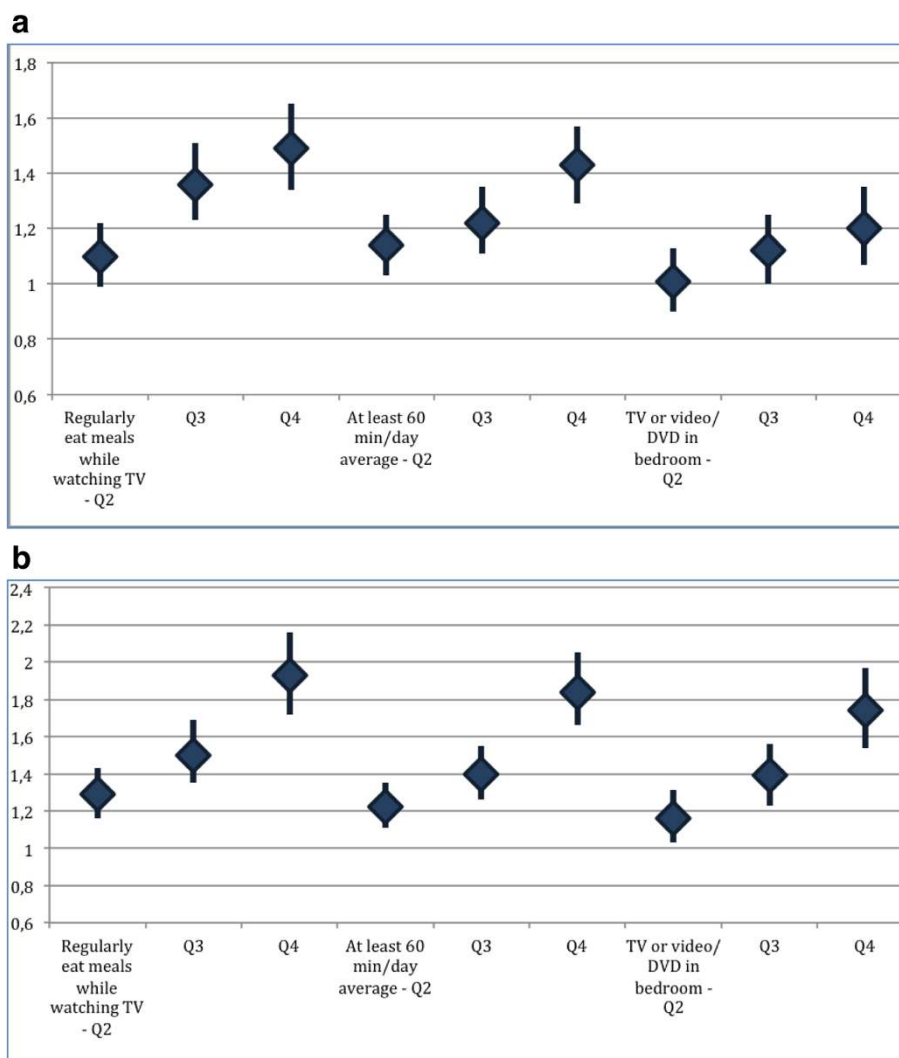 a
1,8
1,6
1,4
1,2
1
0,8
0,6
Regularly
eat meals
while
watching TV
- Q2
Q3
Q4
At least 60
min/day
average - Q2
Q3
Q4
TV or video/
DVD in
bedroom -
Q2
Q3
Q4
b
2,4
2,2
2
1,8
1,6
1,4
1,2
1
0,8
0,6
Regularly
eat meals
while
watching TV
- Q2
Q3
Q4
At least 60
min/day
average - Q2
Q3
Q4
TV or video/
DVD in
bedroom -
Q2
Q3
Q4